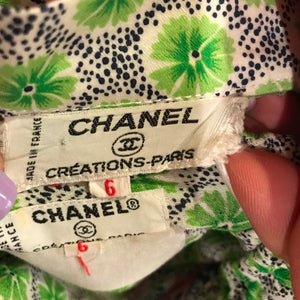 MADE IN FRANCE
CHANEL
CRÉATIONS-PARIS
6
CHANEL®
6